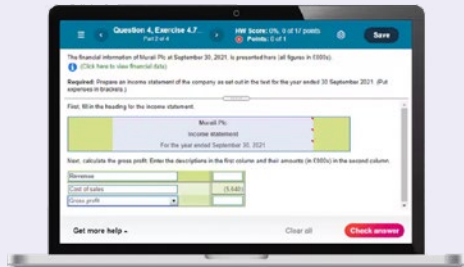 Question 4, Exercise 4.7...
Part 2 of 4
HW Score: 0%, 0 of 17 points
Points: 0 of 1
Save
The financial information of Murali Plc at September 30, 2021, is presented here (all figures in £000s).
(Click here to view financial data)
Required: Prepare an income statement of the company as set out in the text for the year ended 30 September 2021. (Put
expenses in brackets.)
First, fill in the heading for the income statement.
Murali Plc
Income statement
For the year ended September 30, 2021
Next, calculate the gross profit. Enter the descriptions in the first column and their amounts (in £000s) in the second column.
Revenue
Cost of sales
Gross profit
Get more help
Clear all
Check answer